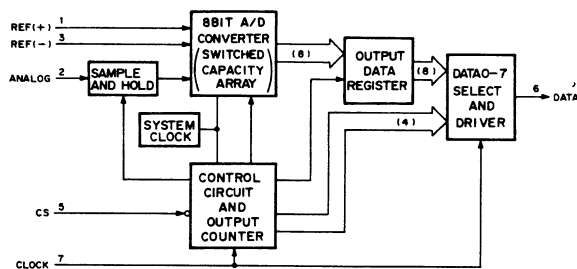 REF(+) 1
REF(-) 3
ANALOG 2
SAMPLE
AND HOLD
8BIT A/D
CONVERTER
(SWITCHED
CAPACITY
ARRAY)
(8)
OUTPUT
DATA
REGISTER
(8)
DATA0-7
SELECT
AND
DRIVER
6
DATA
SYSTEM
CLOCK
(4)
CONTROL
CIRCUIT
AND
OUTPUT
COUNTER
CS 5
CLOCK 7